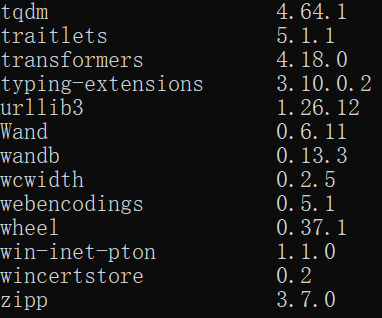 tqdm 4.64.1
traitlets 5.1.1
transformers 4.18.0
typing-extensions 3.10.0.2
urllib3 1.26.12
Wand 0.6.11
wandb 0.13.3
wcwidth 0.2.5
webencodings 0.5.1
wheel 0.37.1
win-inet-pton 1.1.0
wincertstore 0.2
zipp 3.7.0